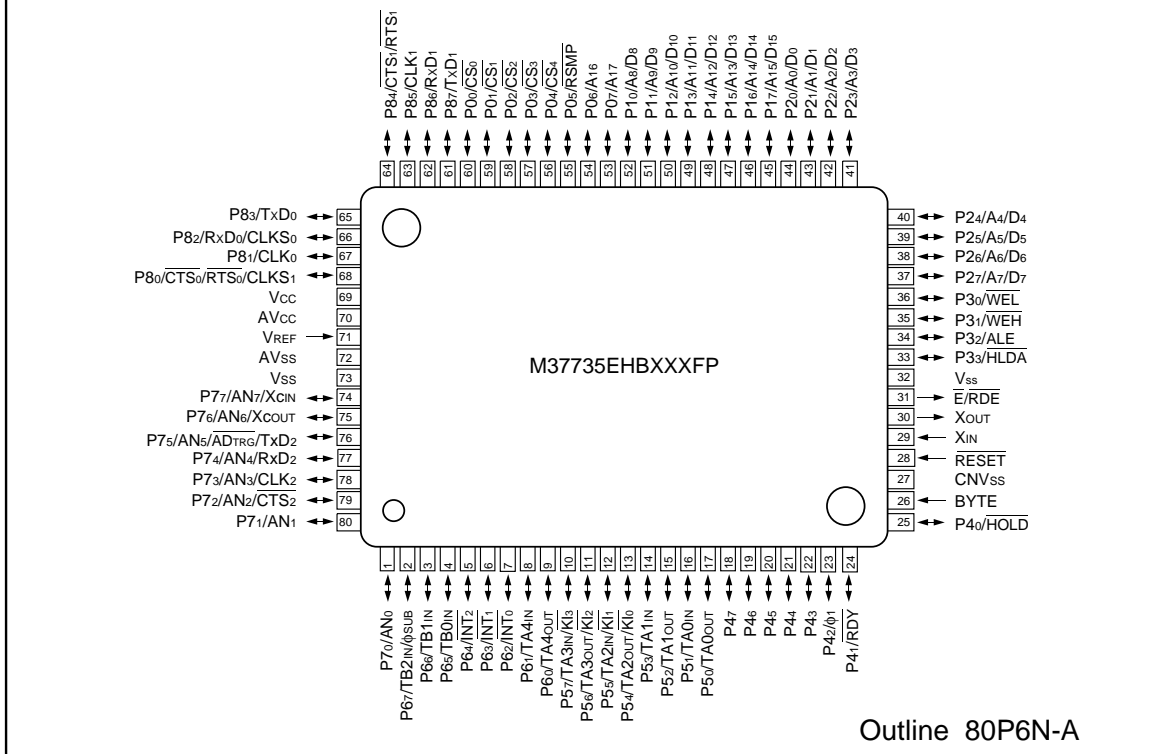 P84/CTS1/RTS1
P85/CLK1
P86/RXD1
P87/TXD1
P00/CS0
P01/CS1
P02/CS2
P03/CS3
P04/CS4
P05/RSMP
P06/A16
P07/A17
P10/A8/D8
P11/A9/D9
P12/A10/D10
P13/A11/D11
P14/A12/D12
P15/A13/D13
P16/A14/D14
P17/A15/D15
P20/A0/D0
P21/A1/D1
P22/A2/D2
P23/A3/D3
64 63 62 61 60 59 58 57 56 55 54 53 52 51 50 49 48 47 46 45 44 43 42 41
P83/TXD0 65
P82/RXD0/CLKS0 66
P81/CLK0 67
P80/CTS0/RTS0/CLKS1 68
VCC 69
AVCC 70
VREF 71
AVSS 72
VSS 73
P77/AN7/XCIN 74
P76/AN6/XCOUT 75
P75/AN5/ADTRG/TXD2 76
P74/AN4/RXD2 77
P73/AN3/CLK2 78
P72/AN2/CTS2 79
P71/AN1 80
M37735EHBXXXFP
40 P24/A4/D4
39 P25/A5/D5
38 P26/A6/D6
37 P27/A7/D7
36 P30/WEL
35 P31/WEH
34 P32/ALE
33 P33/HLDA
32 Vss
31 E/RDE
30 XOUT
29 XIN
28 RESET
27 CNVSS
26 BYTE
25 P40/HOLD
1 2 3 4 5 6 7 8 9 10 11 12 13 14 15 16 17 18 19 20 21 22 23 24
P70/AN0
P67/TB2IN/φSUB
P66/TB1IN
P65/TB0IN
P64/INT2
P63/INT1
P62/INT0
P61/TA4IN
P60/TA4OUT
P57/TA3IN/KI3
P56/TA3OUT/KI2
P55/TA2IN/KI1
P54/TA2OUT/KI0
P53/TA1IN
P52/TA1OUT
P51/TA0IN
P50/TA0OUT
P47
P46
P45
P44
P43
P42/φ1
P41/RDY
Outline 80P6N-A